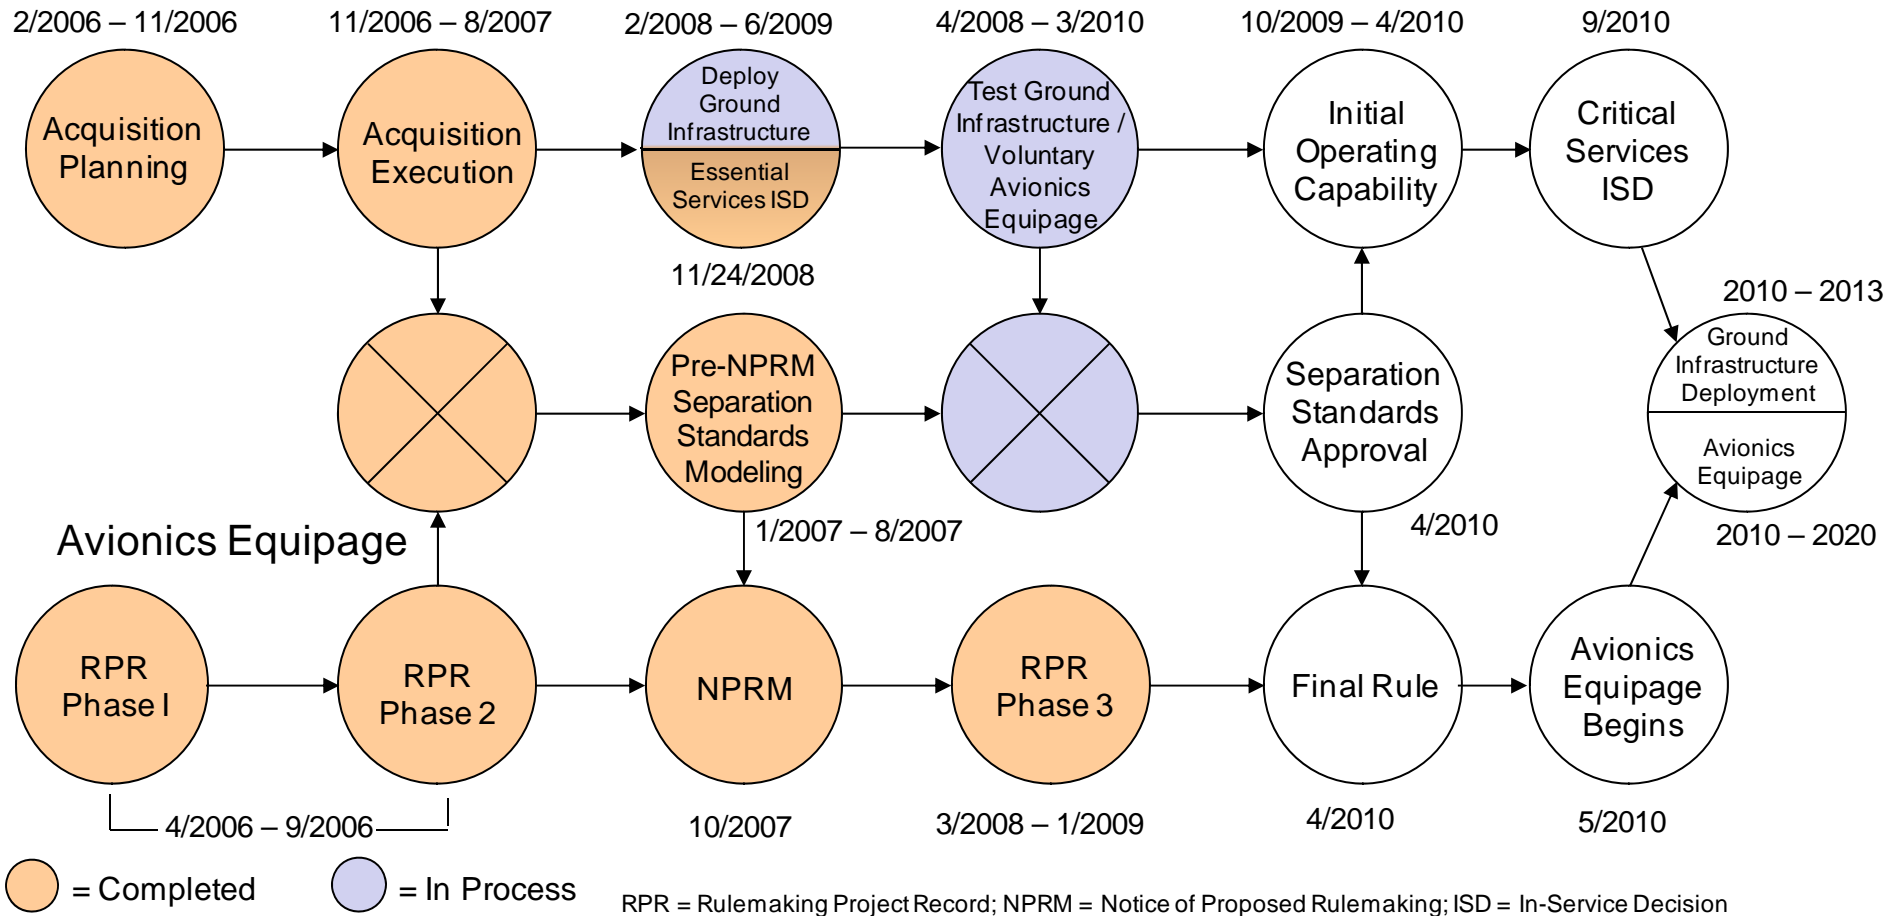 2/2006 – 11/2006
11/2006 – 8/2007
2/2008 – 6/2009
4/2008 – 3/2010
10/2009 – 4/2010
9/2010
Acquisition
Planning
Acquisition
Execution
Deploy
Ground
Infrastructure
Essential
Services ISD
11/24/2008
Test Ground
Infrastructure /
Voluntary
Avionics
Equipage
Initial
Operating
Capability
Critical
Services
ISD
2010 – 2013
Pre-NPRM
Separation
Standards
Modeling
1/2007 – 8/2007
Separation
Standards
Approval
4/2010
Ground
Infrastructure
Deployment
Avionics
Equipage
2010 – 2020
Avionics Equipage
RPR
Phase I
RPR
Phase 2
NPRM
RPR
Phase 3
Final Rule
Avionics
Equipage
Begins
4/2006 – 9/2006
10/2007
3/2008 – 1/2009
4/2010
5/2010
= Completed
= In Process
RPR = Rulemaking Project Record; NPRM = Notice of Proposed Rulemaking; ISD = In-Service Decision